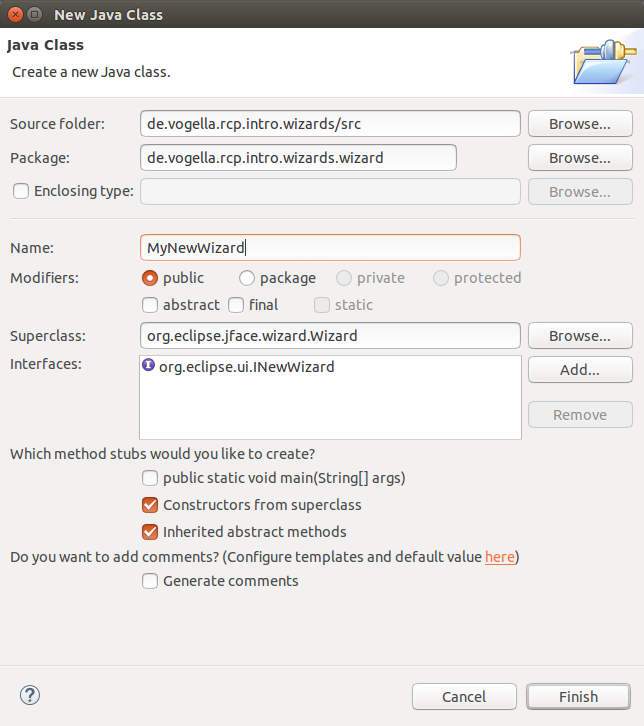 New Java Class
Java Class
Create a new Java class.
Source folder: de.vogella.rcp.intro.wizards/src Browse...
Package: de.vogella.rcp.intro.wizards.wizard Browse...
Enclosing type: Browse...
Name: MyNewWizard
Modifiers: public package private protected
abstract final static
Superclass: org.eclipse.jface.wizard.Wizard Browse...
Interfaces: I org.eclipse.ui.INewWizard Add...
Remove
Which method stubs would you like to create?
public static void main(String[] args)
Constructors from superclass
Inherited abstract methods
Do you want to add comments? (Configure templates and default value here)
Generate comments
? Cancel Finish